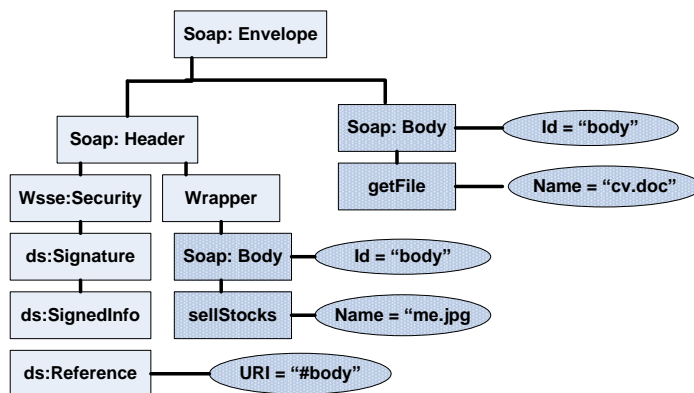 Soap: Envelope
Soap: Header
Soap: Body
Id = “body”
Wsse:Security
Wrapper
getFile
Name = “cv.doc”
ds:Signature
Soap: Body
Id = “body”
ds:SignedInfo
sellStocks
Name = “me.jpg
ds:Reference
URI = “#body”